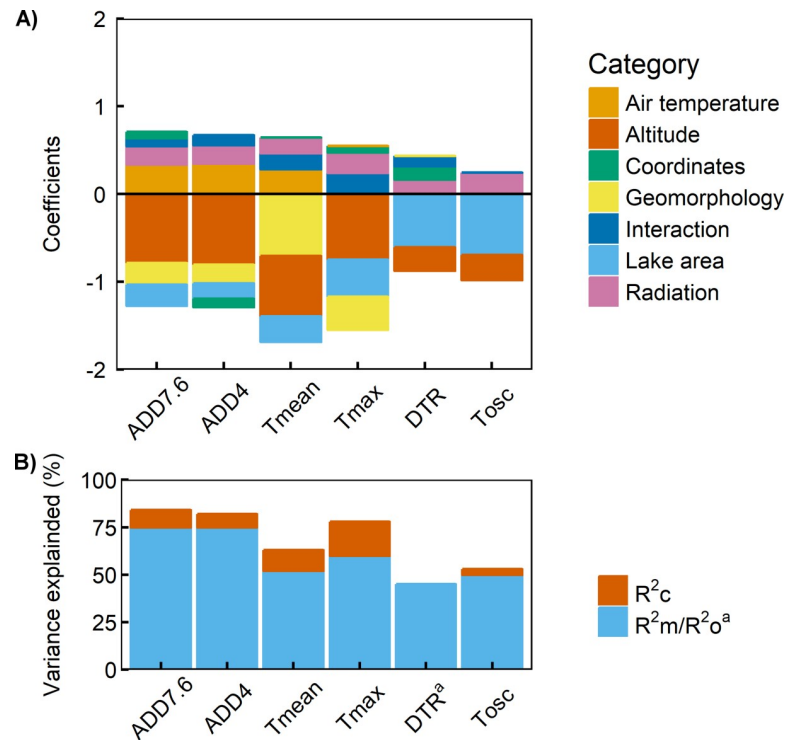 A)
2
1
0
-1
-2
Coefficients
ADD7.6
ADD4
Tmean
Tmax
DTR
Tosc
Category
Air temperature
Altitude
Coordinates
Geomorphology
Interaction
Lake area
Radiation
B)
100
75
50
25
0
Variance explainded (%)
ADD7.6
ADD4
Tmean
Tmax
DTRᵃ
Tosc
R²c
R²m/R²oᵃ